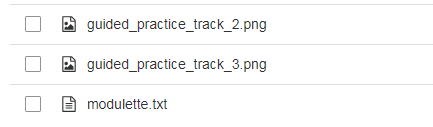 guided_practice_track_2.png
guided_practice_track_3.png
modulette.txt